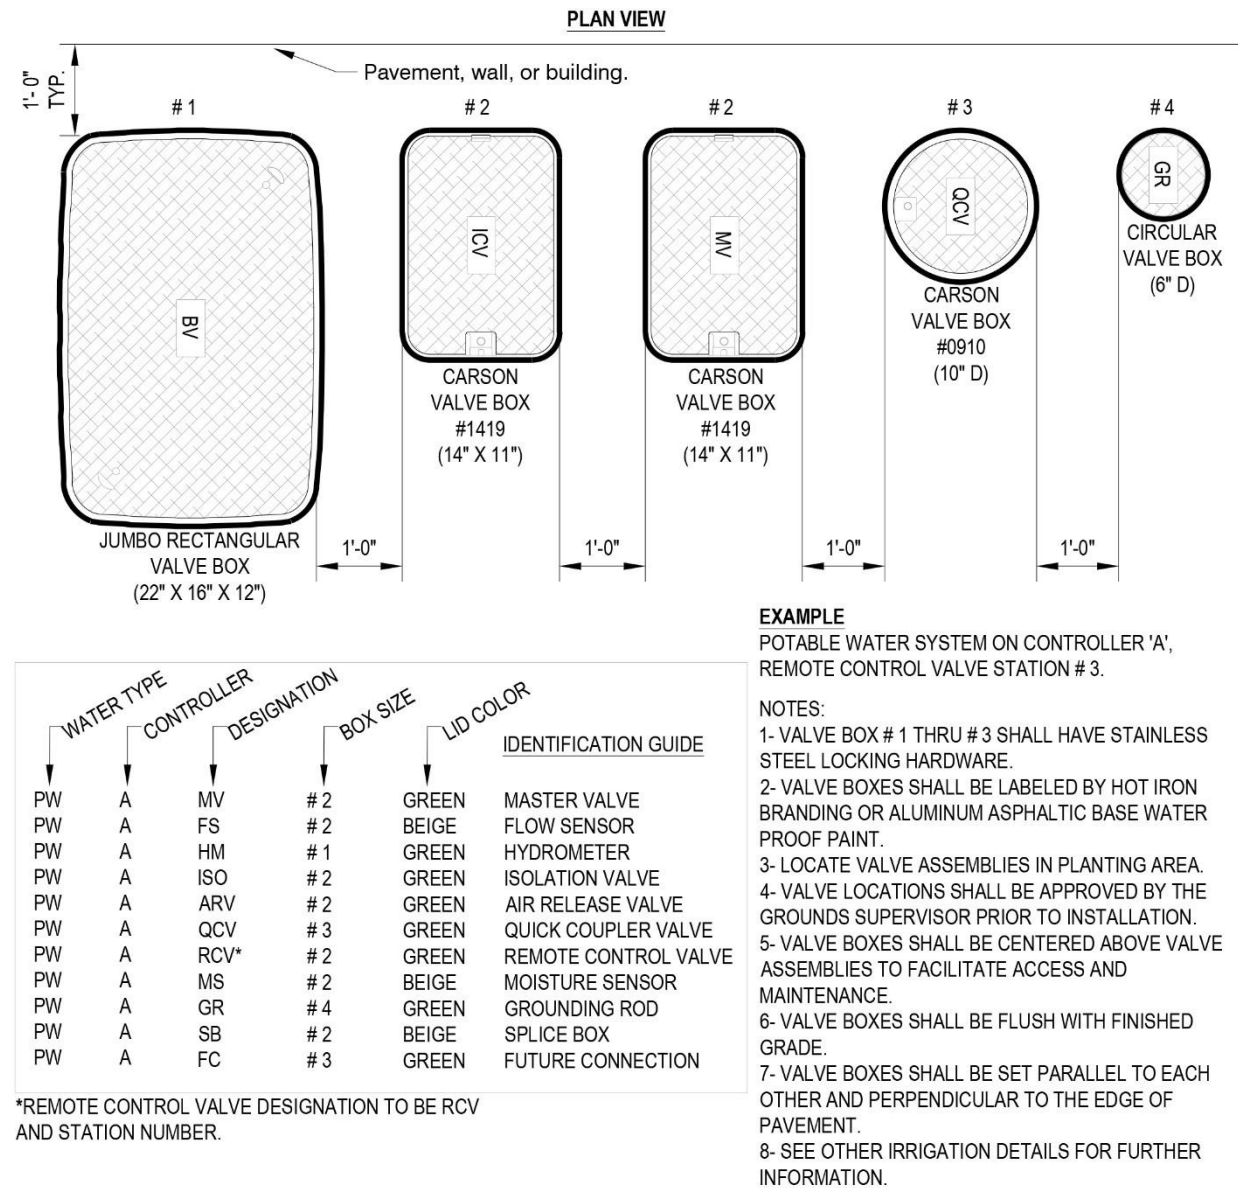 PLAN VIEW
1'- 0"
TYP.
Pavement, wall, or building.
# 1
# 2
# 2
# 3
# 4
BV
ICV
MV
QCV
GR
JUMBO RECTANGULAR
VALVE BOX
(22" X 16" X 12")
CARSON
VALVE BOX
#1419
(14" X 11")
CARSON
VALVE BOX
#1419
(14" X 11")
CARSON
VALVE BOX
#0910
(10" D)
CIRCULAR
VALVE BOX
(6" D)
1'-0"
1'-0"
1'-0"
1'-0"
WATER TYPE CONTROLLER DESIGNATION BOX SIZE LID COLOR IDENTIFICATION GUIDE
PW A MV # 2 GREEN MASTER VALVE
PW A FS # 2 BEIGE FLOW SENSOR
PW A HM # 1 GREEN HYDROMETER
PW A ISO # 2 GREEN ISOLATION VALVE
PW A ARV # 2 GREEN AIR RELEASE VALVE
PW A QCV # 3 GREEN QUICK COUPLER VALVE
PW A RCV* # 2 GREEN REMOTE CONTROL VALVE
PW A MS # 2 BEIGE MOISTURE SENSOR
PW A GR # 4 GREEN GROUNDING ROD
PW A SB # 2 BEIGE SPLICE BOX
PW A FC # 3 GREEN FUTURE CONNECTION
*REMOTE CONTROL VALVE DESIGNATION TO BE RCV
AND STATION NUMBER.
EXAMPLE
POTABLE WATER SYSTEM ON CONTROLLER 'A',
REMOTE CONTROL VALVE STATION # 3.
NOTES:
1- VALVE BOX # 1 THRU # 3 SHALL HAVE STAINLESS
STEEL LOCKING HARDWARE.
2- VALVE BOXES SHALL BE LABELED BY HOT IRON
BRANDING OR ALUMINUM ASPHALTIC BASE WATER
PROOF PAINT.
3- LOCATE VALVE ASSEMBLIES IN PLANTING AREA.
4- VALVE LOCATIONS SHALL BE APPROVED BY THE
GROUNDS SUPERVISOR PRIOR TO INSTALLATION.
5- VALVE BOXES SHALL BE CENTERED ABOVE VALVE
ASSEMBLIES TO FACILITATE ACCESS AND
MAINTENANCE.
6- VALVE BOXES SHALL BE FLUSH WITH FINISHED
GRADE.
7- VALVE BOXES SHALL BE SET PARALLEL TO EACH
OTHER AND PERPENDICULAR TO THE EDGE OF
PAVEMENT.
8- SEE OTHER IRRIGATION DETAILS FOR FURTHER
INFORMATION.